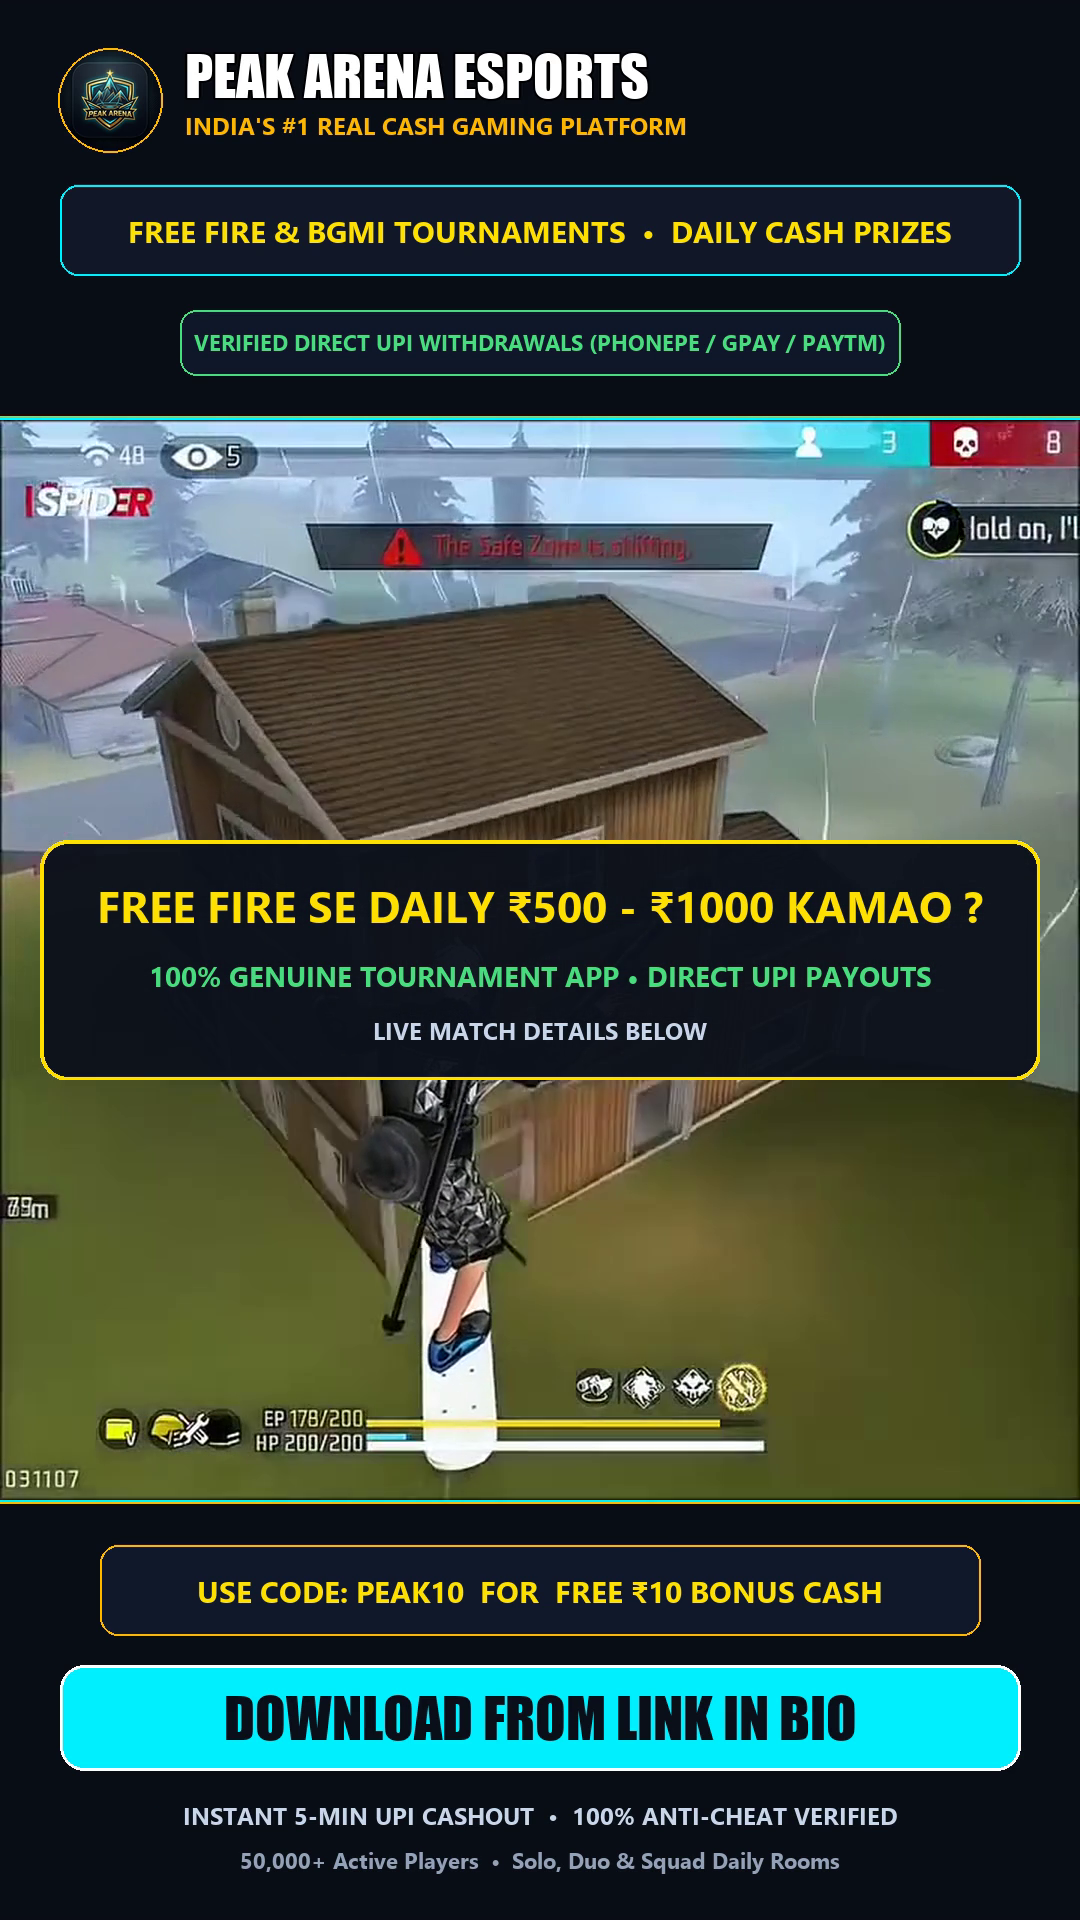 PEAK ARENA
PEAK ARENA ESPORTS
INDIA'S #1 REAL CASH GAMING PLATFORM
FREE FIRE & BGMI TOURNAMENTS • DAILY CASH PRIZES
VERIFIED DIRECT UPI WITHDRAWALS (PHONEPE / GPAY / PAYTM)
48 5 3 8
SPIDER
The Safe Zone is shifting.
Hold on, I'l
FREE FIRE SE DAILY ₹500 - ₹1000 KAMAO ?
100% GENUINE TOURNAMENT APP • DIRECT UPI PAYOUTS
LIVE MATCH DETAILS BELOW
EP 178/200
HP 200/200
031107
USE CODE: PEAK10 FOR FREE ₹10 BONUS CASH
DOWNLOAD FROM LINK IN BIO
INSTANT 5-MIN UPI CASHOUT • 100% ANTI-CHEAT VERIFIED
50,000+ Active Players • Solo, Duo & Squad Daily Rooms